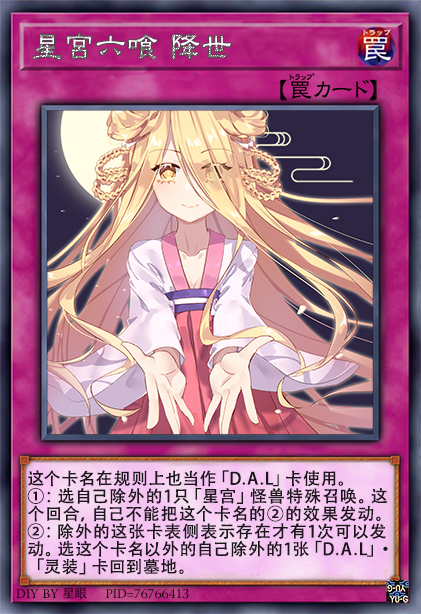 星宮六喰 降世
トラップ
罠
トラップ
【罠カード】
这个卡名在规则上也当作「D.A.L」卡使用。
①：选自己除外的1只「星宫」怪兽特殊召唤。这
个回合，自己不能把这个卡名的②的效果发动。
②：除外的这张卡表侧表示存在才有1次可以发
动。选这个卡名以外的自己除外的1张「D.A.L」·
「灵装」卡回到墓地。
DIY BY 星眼 PID=76766413
YU-G
YU-G